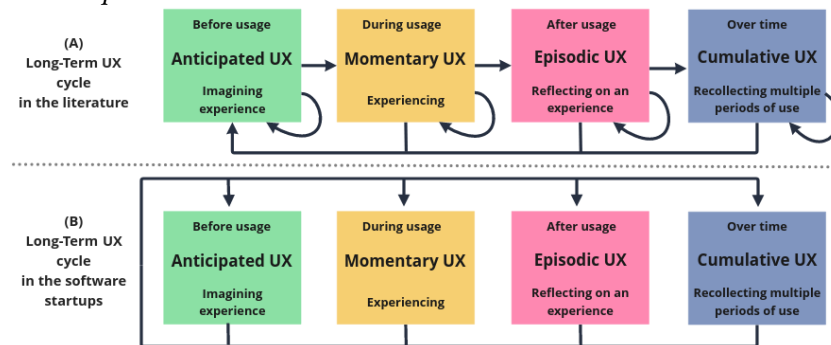 (A)
Long-Term UX
cycle
in the literature
Before usage
Anticipated UX
Imagining
experience
During usage
Momentary UX
Experiencing
After usage
Episodic UX
Reflecting on an
experience
Over time
Cumulative UX
Recollecting multiple
periods of use
(B)
Long-Term UX
cycle
in the software
startups
Before usage
Anticipated UX
Imagining
experience
During usage
Momentary UX
Experiencing
After usage
Episodic UX
Reflecting on an
experience
Over time
Cumulative UX
Recollecting multiple
periods of use